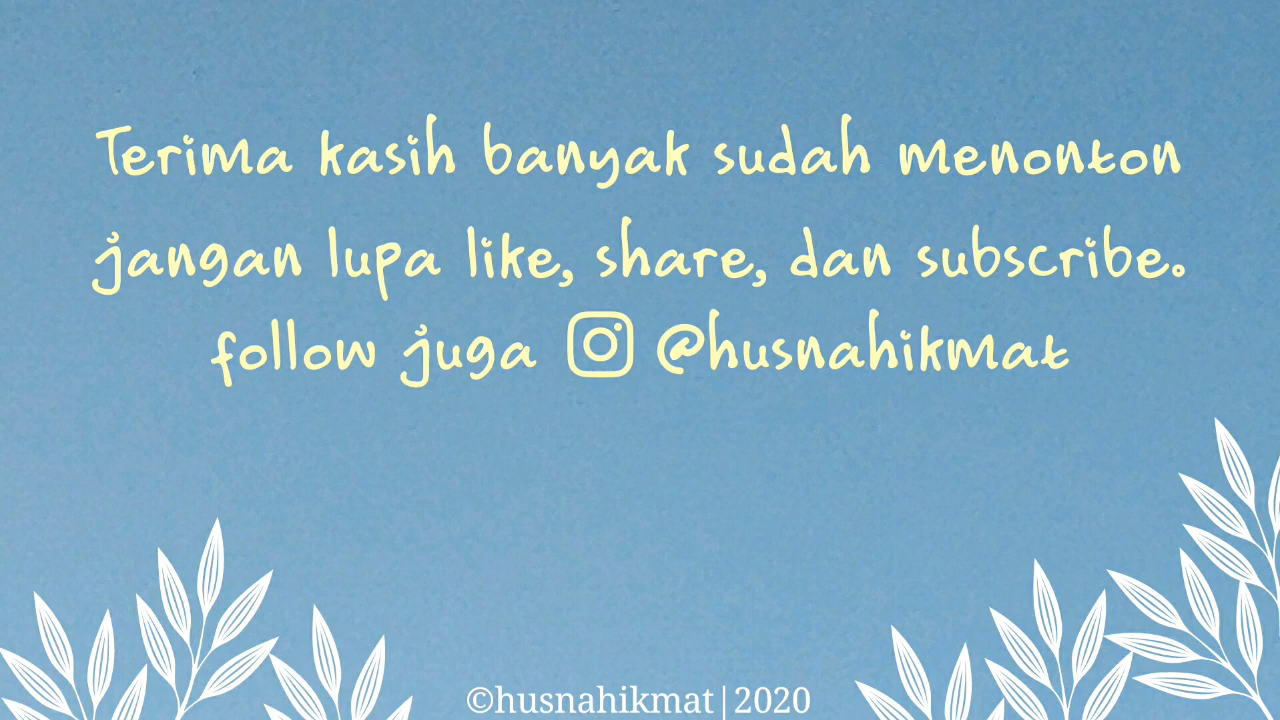 Terima kasih banyak sudah menonton
jangan lupa like, share, dan subscribe.
follow juga @husnahikmat
©husnahikmat|2020